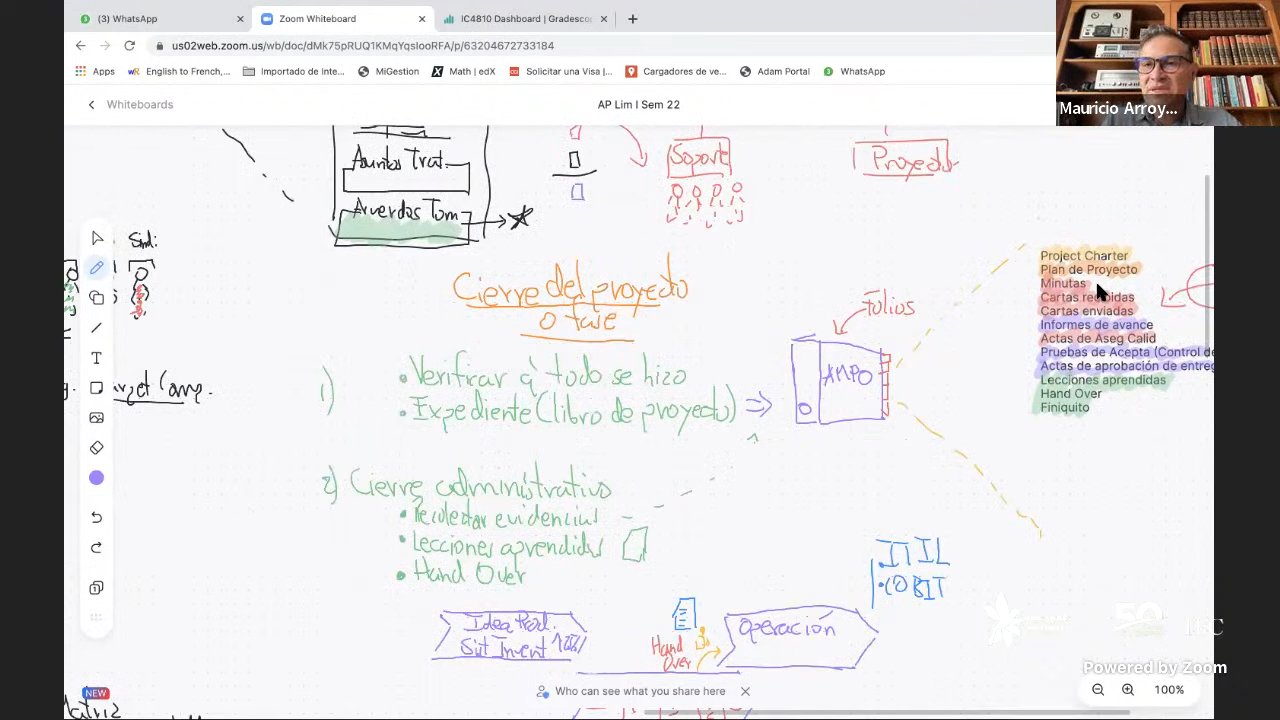 (3) WhatsApp
Zoom Whiteboard
IC4810 Dashboard | Gradescop
us02web.zoom.us/wb/doc/dMk75pRUQ1KMqYqsIooRFA/p/63204672733184
Apps
English to French,...
Importado de Inte...
MiGestion
Math | edX
Solicitar una Visa |...
Cargadores de ve...
Adam Portal
WhatsApp
Whiteboards
AP Lim I Sem 22
Mauricio Arroy...
Asuntos Trat.
Soporte
Proyecto
Acuerdos Tom
Cierre del proyecto
o fase
folios
AMPO
1)
• Verificar q' todo se hizo
• Expediente (libro de proyecto)
Project Charter
Plan de Proyecto
Minutas
Cartas recibidas
Cartas enviadas
Informes de avance
Actas de Aseg Calid
Pruebas de Acepta (Control de
Actas de aprobación de entreg
Lecciones aprendidas
Hand Over
Finiquito
2) Cierre administrativo
• Recolectar evidencias
• Lecciones aprendidas
• Hand Over
• ITIL
• COBIT
Idea Prod.
Hand
Over
Operación
NEW
Matriz
Who can see what you share here
Powered by Zoom
100%